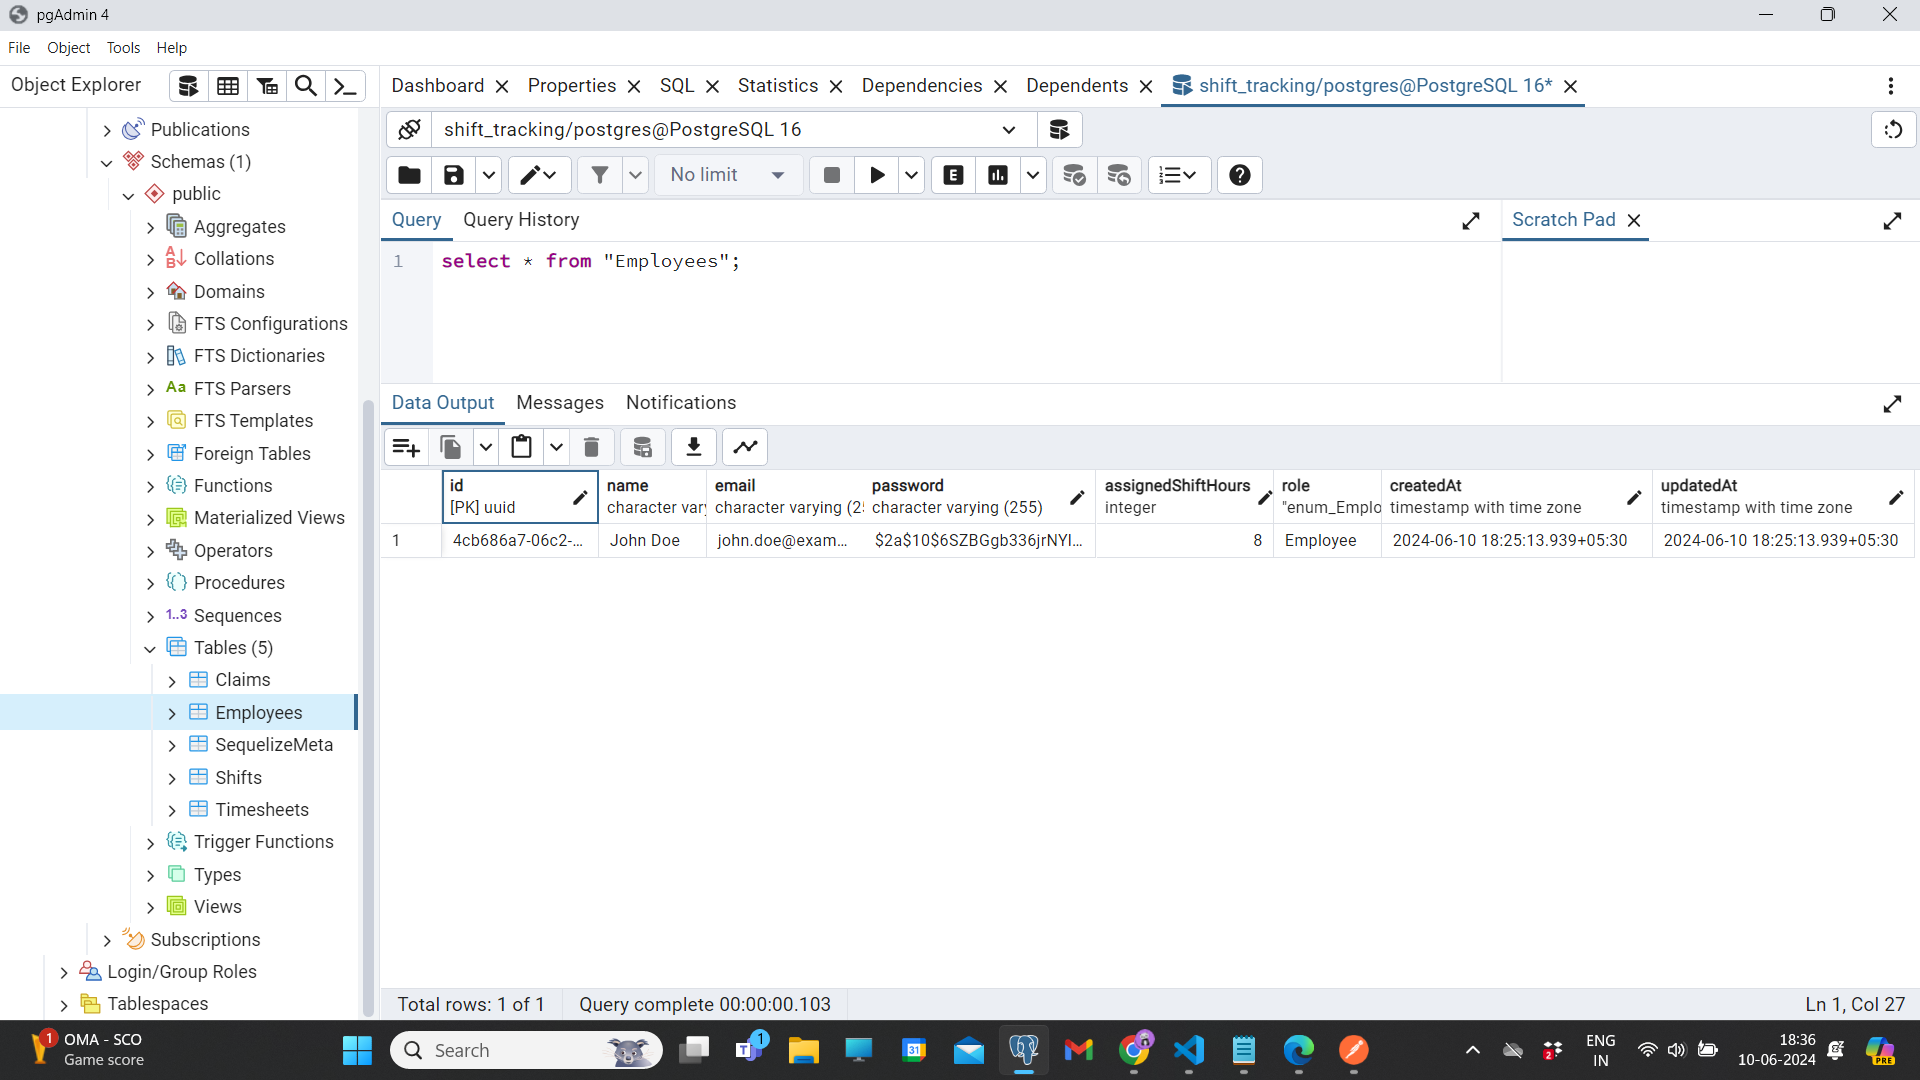 pgAdmin 4
File Object Tools Help
Object Explorer
Dashboard Properties SQL Statistics Dependencies Dependents shift_tracking/postgres@PostgreSQL 16*
Publications
Schemas (1)
public
Aggregates
Collations
Domains
FTS Configurations
FTS Dictionaries
Aa FTS Parsers
FTS Templates
Foreign Tables
Functions
Materialized Views
Operators
Procedures
1..3 Sequences
Tables (5)
Claims
Employees
SequelizeMeta
Shifts
Timesheets
Trigger Functions
Types
Views
Subscriptions
Login/Group Roles
Tablespaces
shift_tracking/postgres@PostgreSQL 16
No limit
E
Query Query History
Scratch Pad
1 select * from "Employees";
Data Output Messages Notifications
id name email password assignedShiftHours role createdAt updatedAt
[PK] uuid character var character varying (2 character varying (255) integer "enum_Emplo timestamp with time zone timestamp with time zone
1 4cb686a7-06c2-... John Doe john.doe@exam... $2a$10$6SZBGgb336jrNYI... 8 Employee 2024-06-10 18:25:13.939+05:30 2024-06-10 18:25:13.939+05:30
Total rows: 1 of 1 Query complete 00:00:00.103 Ln 1, Col 27
1 OMA - SCO
Game score
Search
1
31
2
ENG
IN
18:36
10-06-2024
PRE